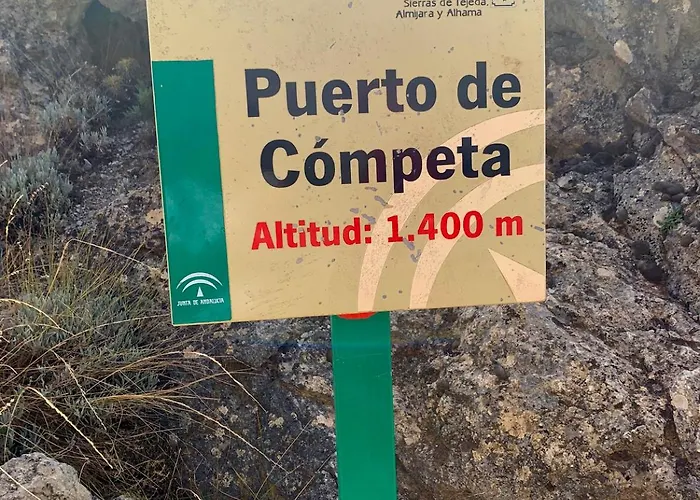 Sierras de Tejeda,
Almijara y Alhama
Puerto de
Cómpeta
Altitud: 1.400 m
JUNTA DE ANDALUCIA